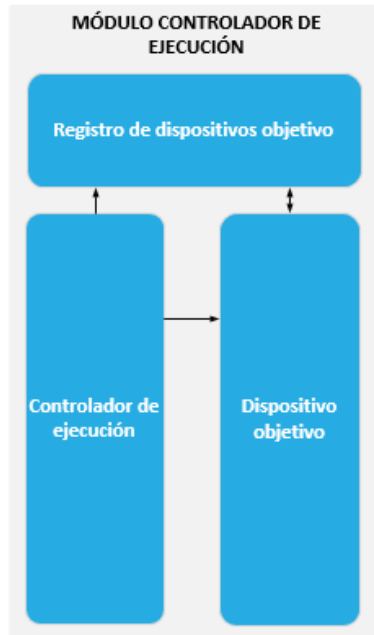 MÓDULO CONTROLADOR DE
EJECUCIÓN
Registro de dispositivos objetivo
Controlador de
ejecución
Dispositivo
objetivo